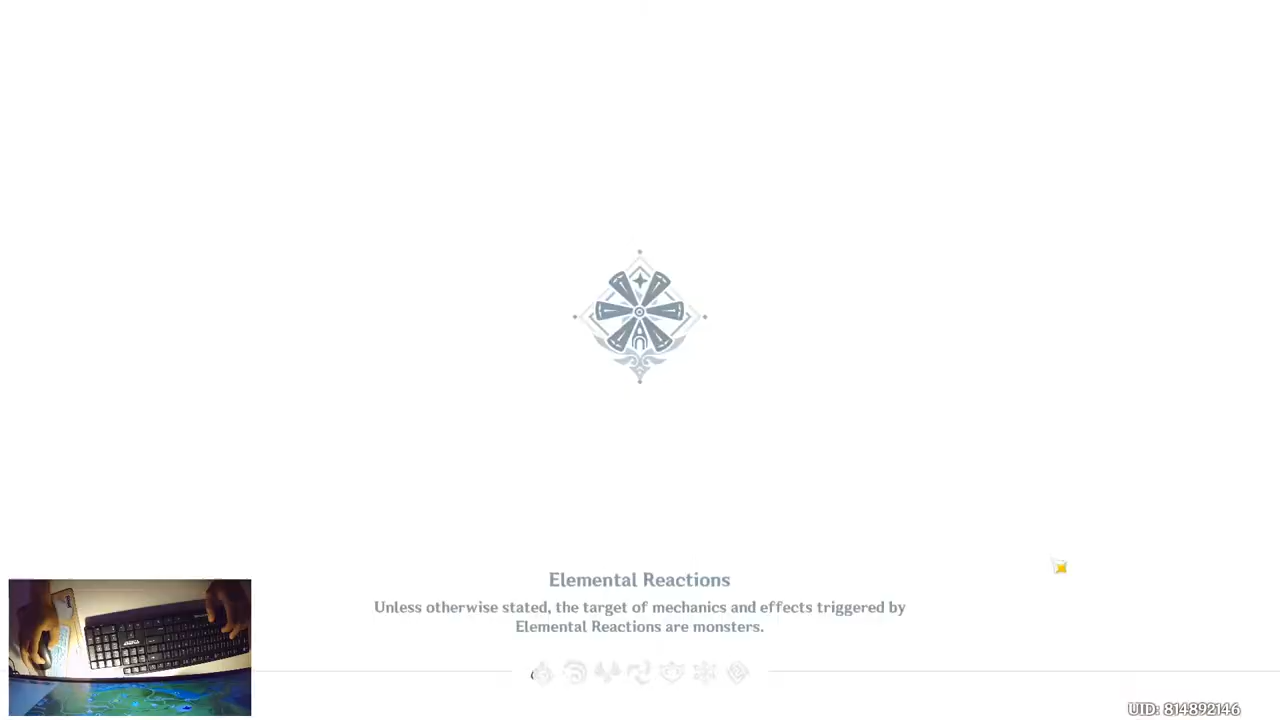 Elemental Reactions
Unless otherwise stated, the target of mechanics and effects triggered by
Elemental Reactions are monsters.
UID: 814892146